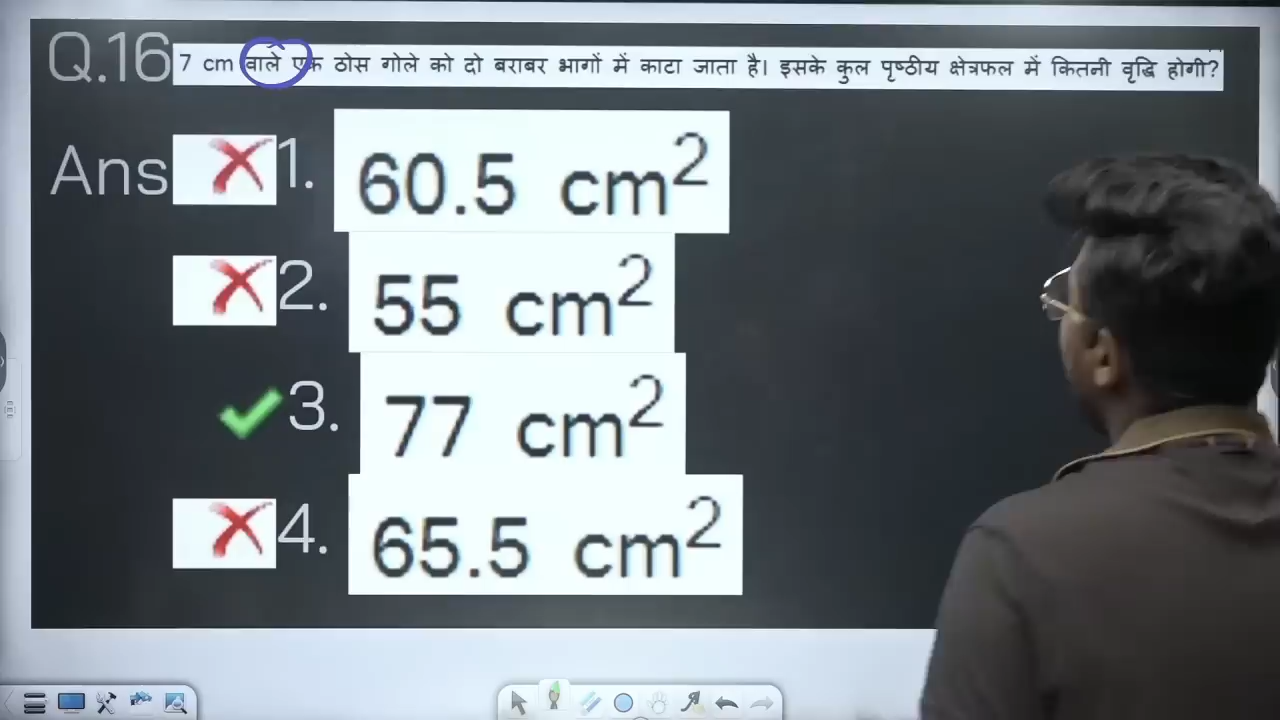 Q.16 7 cm वाले एक ठोस गोले को दो बराबर भागों में काटा जाता है। इसके कुल पृष्ठीय क्षेत्रफल में कितनी वृद्धि होगी?
Ans 1. 60.5 cm²
2. 55 cm²
3. 77 cm²
4. 65.5 cm²